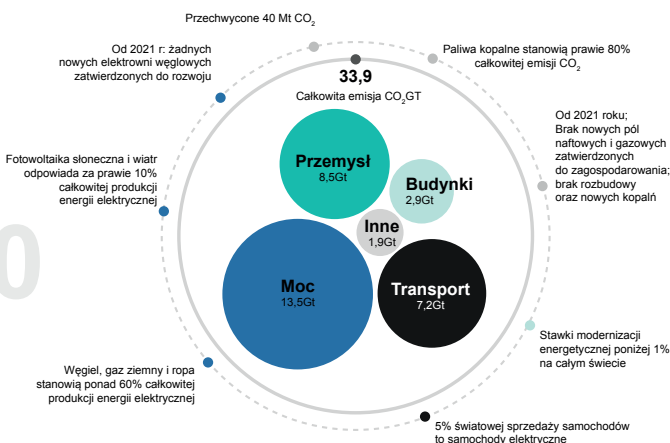 Przechwycone 40 Mt CO₂
Od 2021 r: żadnych
nowych elektrowni węglowych
zatwierdzonych do rozwoju
Paliwa kopalne stanowią prawie 80%
całkowitej emisji CO₂
33,9
Całkowita emisja CO₂GT
Od 2021 roku;
Brak nowych pól
naftowych i gazowych
zatwierdzonych
do zagospodarowania;
brak rozbudowy
oraz nowych kopalń
Fotowoltaika słoneczna i wiatr
odpowiada za prawie 10%
całkowitej produkcji
energii elektrycznej
Przemysł
8,5Gt
Budynki
2,9Gt
Inne
1,9Gt
Moc
13,5Gt
Transport
7,2Gt
0
Stawki modernizacji
energetycznej poniżej 1%
na całym świecie
Węgiel, gaz ziemny i ropa
stanowią ponad 60% całkowitej
produkcji energii elektrycznej
5% światowej sprzedaży samochodów
to samochody elektryczne